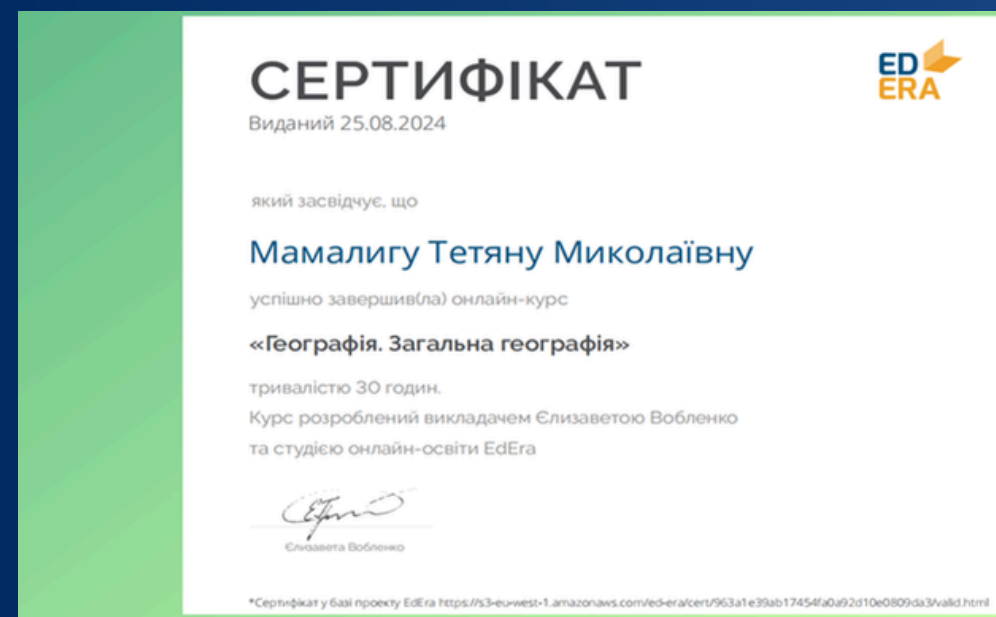 СЕРТИФІКАТ
ED
ERA
Виданий 25.08.2024
який засвідчує, що
Мамалигу Тетяну Миколаївну
успішно завершив(ла) онлайн-курс
«Географія. Загальна географія»
тривалістю 30 годин.
Курс розроблений викладачем Єлизаветою Вобленко
та студією онлайн-освіти EdEra
Єлизавета Вобленко
*Сертифікат у базі проекту EdEra https://s3-eu-west-1.amazonaws.com/ed-era/cert/963a1e39ab17454fa0a92d10e0809da3/valid.html